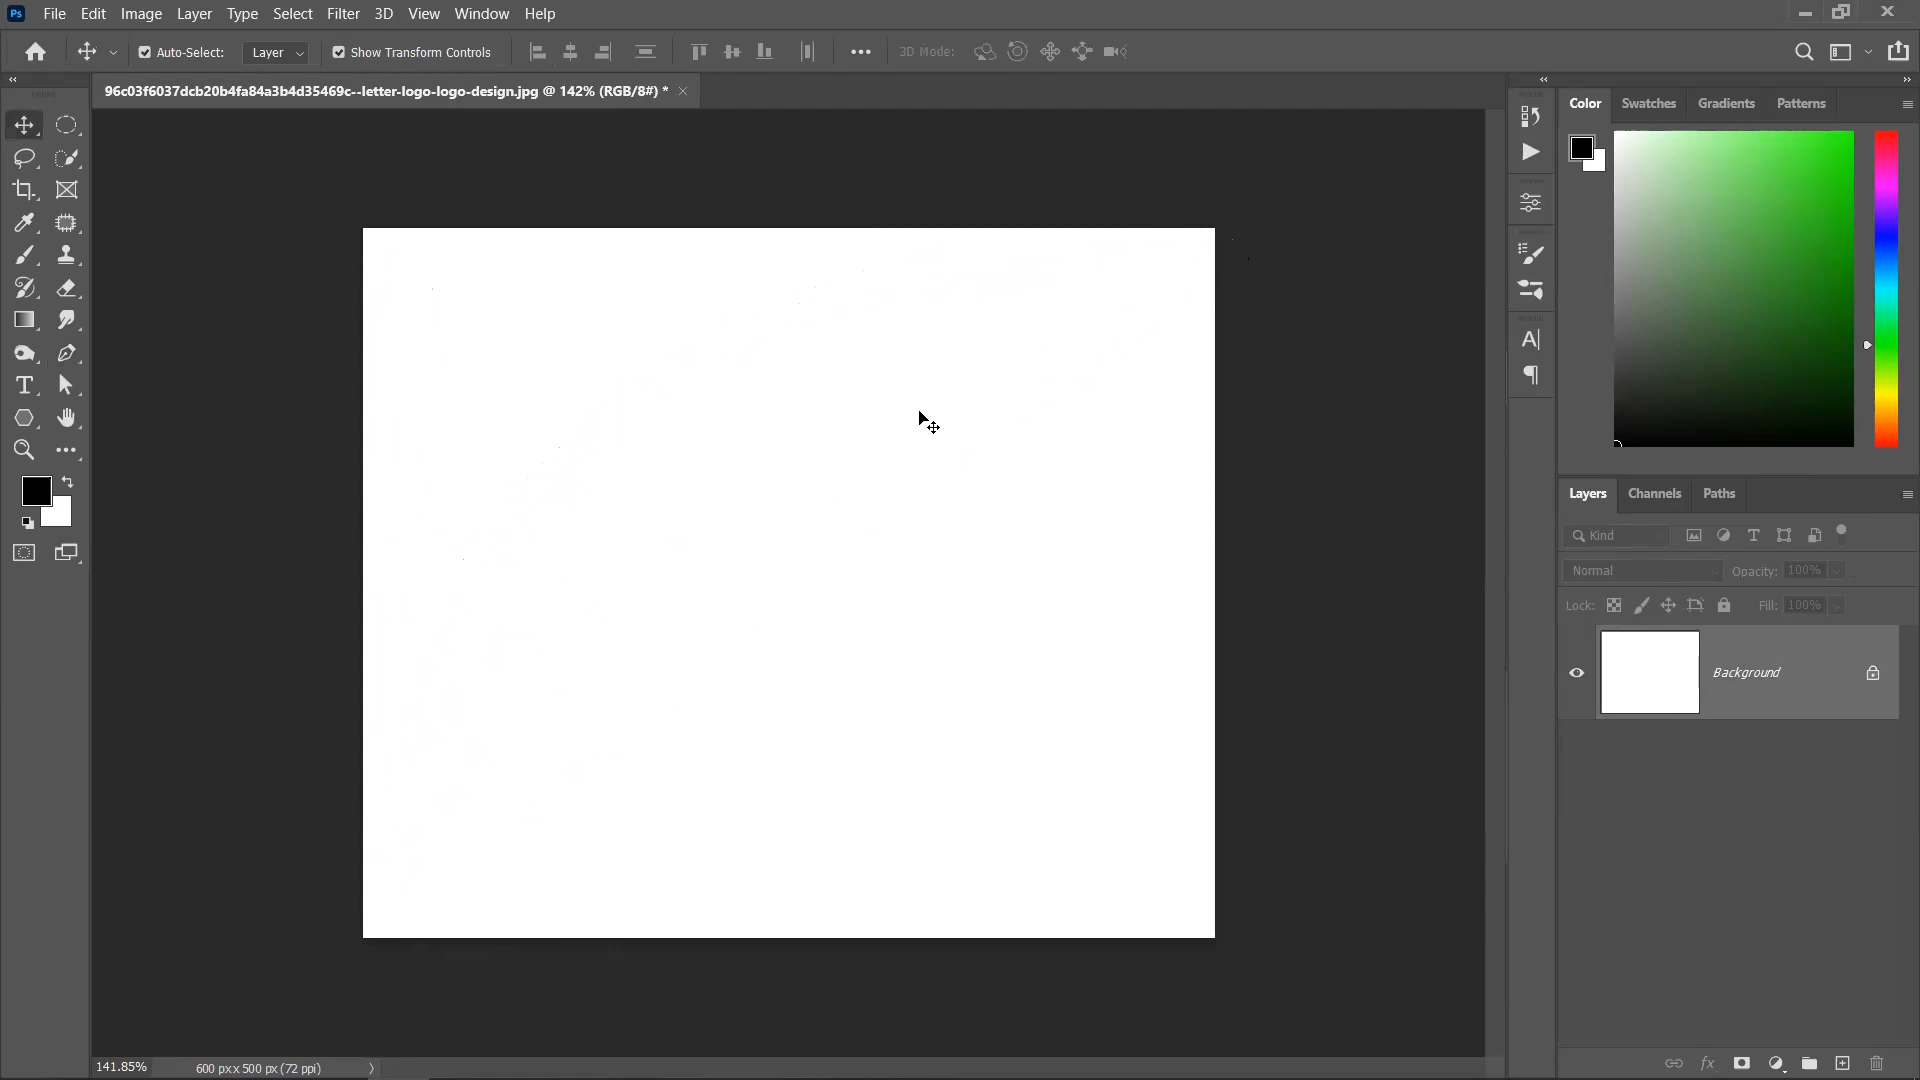 Ps File Edit Image Layer Type Select Filter 3D View Window Help
Auto-Select: Layer Show Transform Controls 3D Mode:
96c03f6037dcb20b4fa84a3b4d35469c--letter-logo-logo-design.jpg @ 142% (RGB/8#) *
Color Swatches Gradients Patterns
Layers Channels Paths
Kind
Normal Opacity: 100%
Lock: Fill: 100%
Background
141.85% 600 px x 500 px (72 ppi)